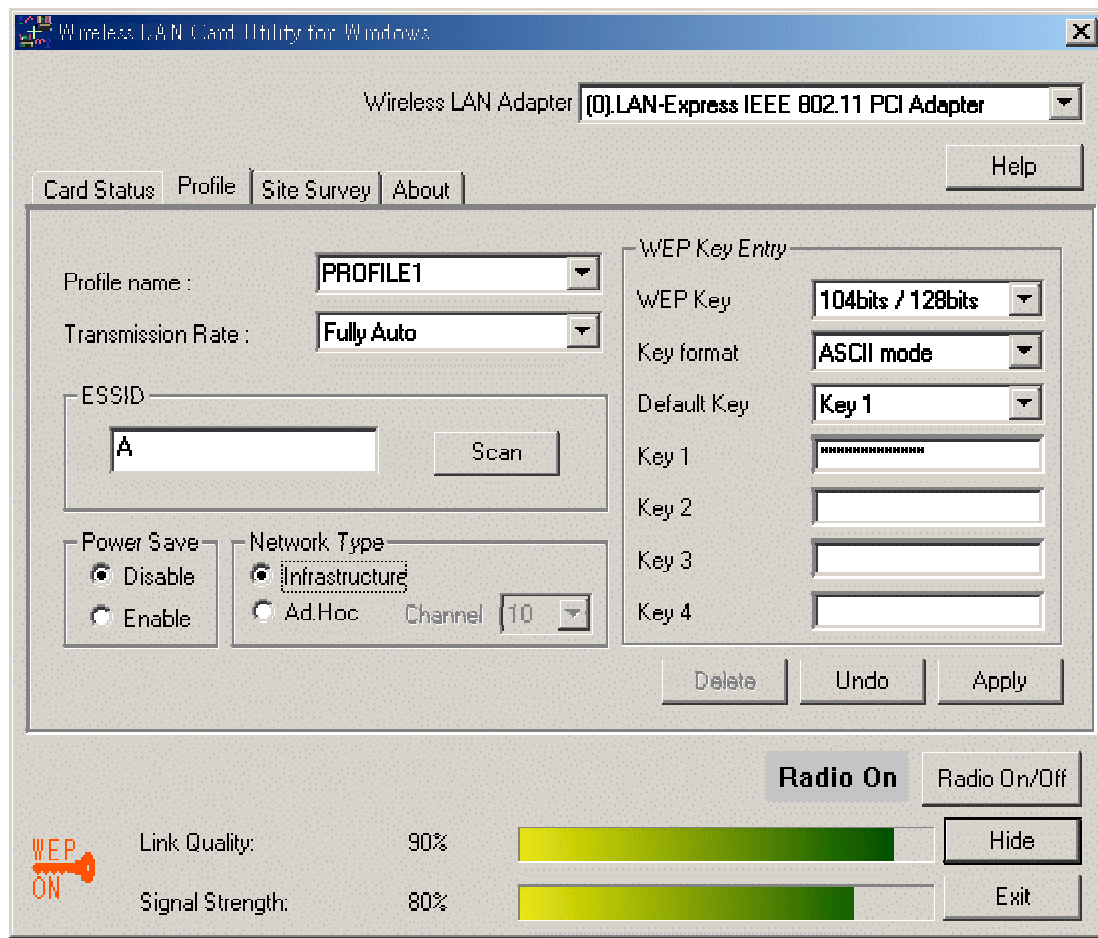 Wireless LAN Card Utility for Windows
Wireless LAN Adapter (0).LAN-Express IEEE 802.11 PCI Adapter
Help
Card Status Profile Site Survey About
Profile name : PROFILE1
Transmission Rate : Fully Auto
ESSID
A Scan
Power Save
Disable
Enable
Network Type
Infrastructure
Ad.Hoc Channel 10
WEP Key Entry
WEP Key 104bits / 128bits
Key format ASCII mode
Default Key Key 1
Key 1 *************
Key 2
Key 3
Key 4
Delete Undo Apply
Radio On Radio On/Off
WEP ON
Link Quality: 90% Hide
Signal Strength: 80% Exit